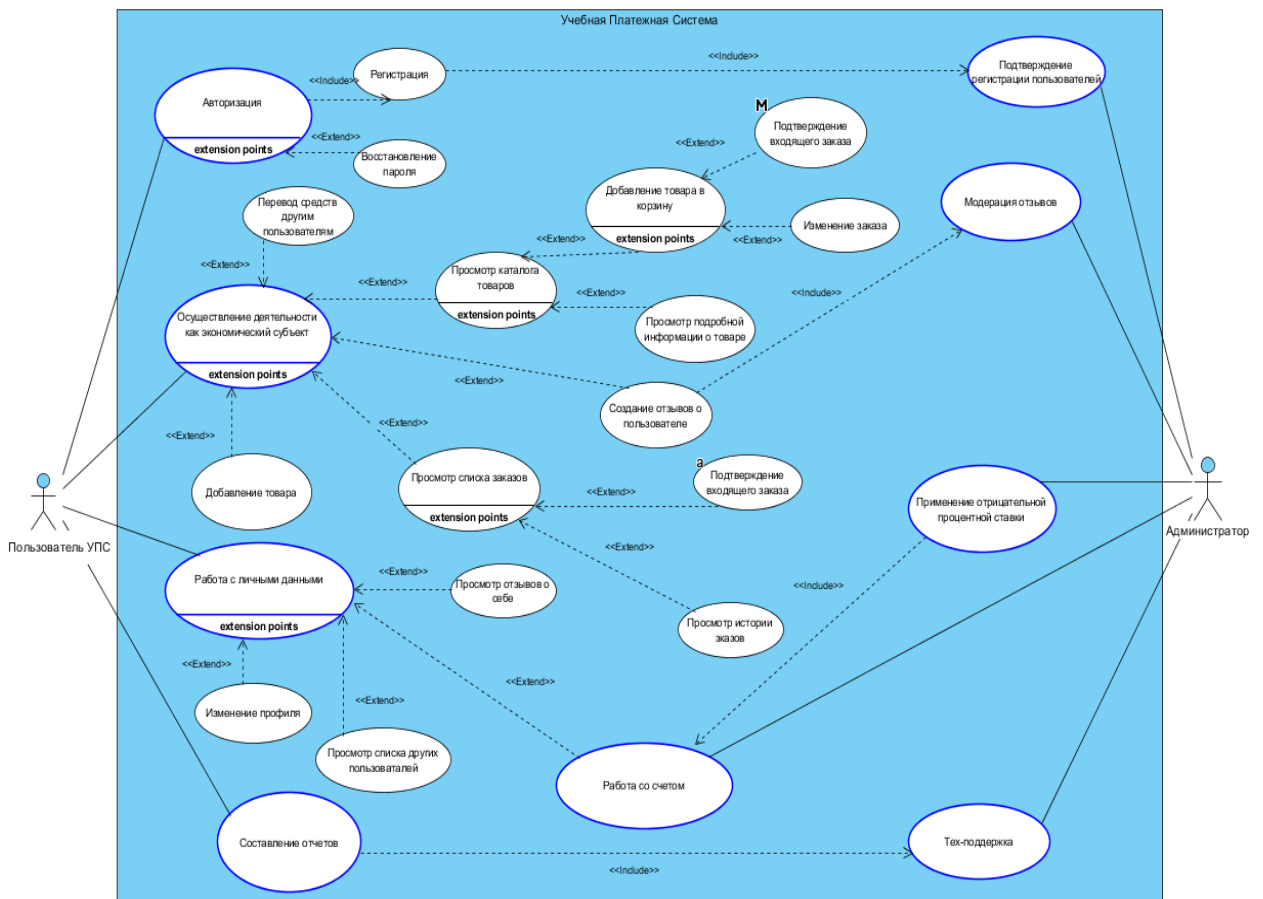 Учебная Платежная Система
<<Include>>
Регистрация
<<Include>>
Подтверждение
регистрации пользователей
Авторизация
extension points
<<Extend>>
Восстановление
пароля
М
Подтверждение
входящего заказа
<<Extend>>
Добавление товара в
корзину
extension points
<<Extend>>
Изменение заказа
Модерация отзывов
Перевод средств
другим
пользователям
<<Extend>>
<<Extend>>
Просмотр каталога
товаров
extension points
<<Extend>>
<<Extend>>
Просмотр подробной
информации о товаре
<<Include>>
Осуществление деятельности
как экономический субъект
extension points
<<Extend>>
Создание отзывов о
пользователе
<<Extend>>
<<Extend>>
Добавление товара
Просмотр списка заказов
extension points
а
Подтверждение
входящего заказа
<<Extend>>
<<Extend>>
Просмотр истории
зказов
Применение отрицательной
процентной ставки
<<Include>>
Пользователь УПС
Администратор
Работа с личными данными
extension points
<<Extend>>
Просмотр отзывов о
себе
<<Extend>>
Изменение профиля
<<Extend>>
Просмотр списка других
пользоваталей
<<Extend>>
Работа со счетом
Составление отчетов
<<Include>>
Тех-поддержка